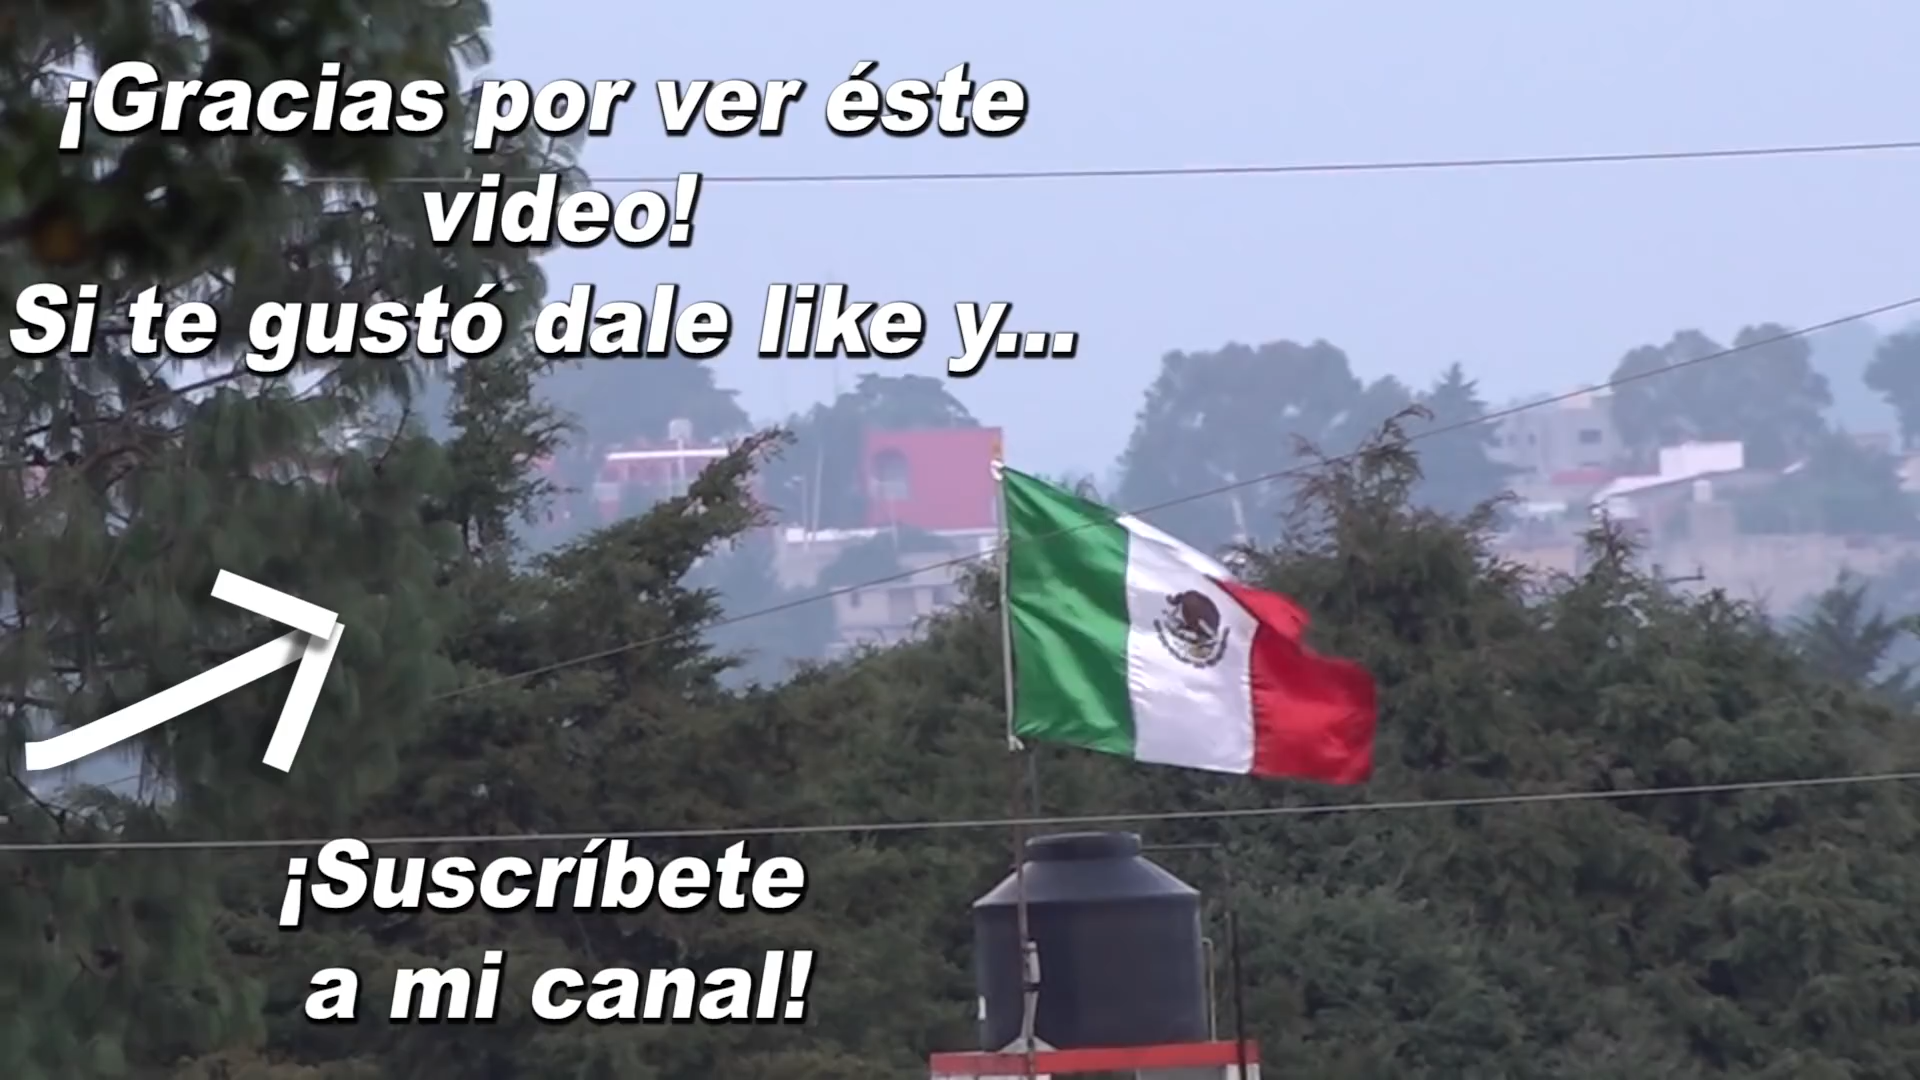 ¡Gracias por ver éste
video!
Si te gustó dale like y...
¡Suscríbete
a mi canal!